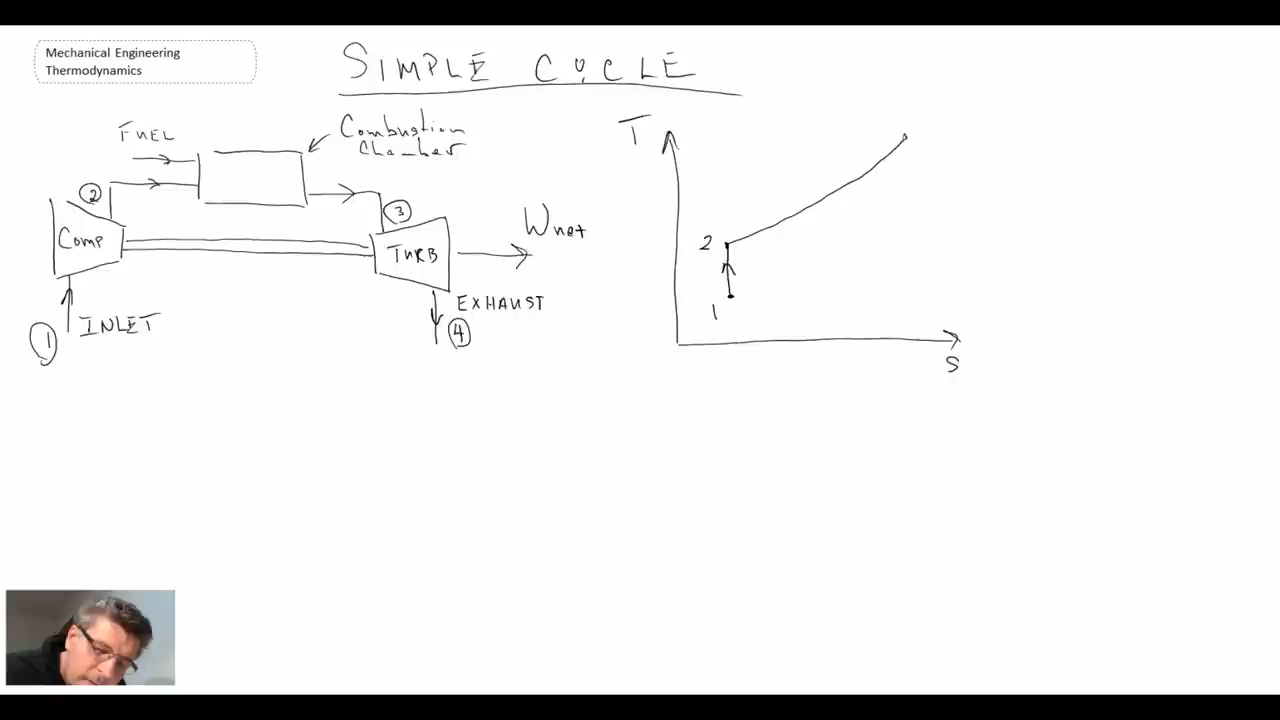 Mechanical Engineering
Thermodynamics
SIMPLE CYCLE
FUEL
Combustion
Chamber
2
3
Comp
TURB
Wnet
INLET
1
EXHAUST
4
T
2
1
S